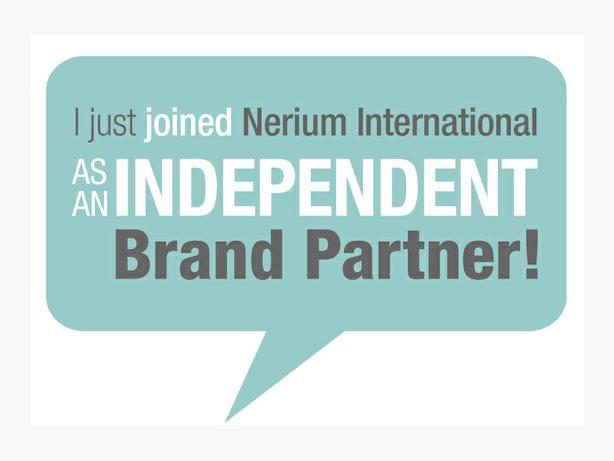 I just joined Nerium International
AS AN INDEPENDENT
Brand Partner!